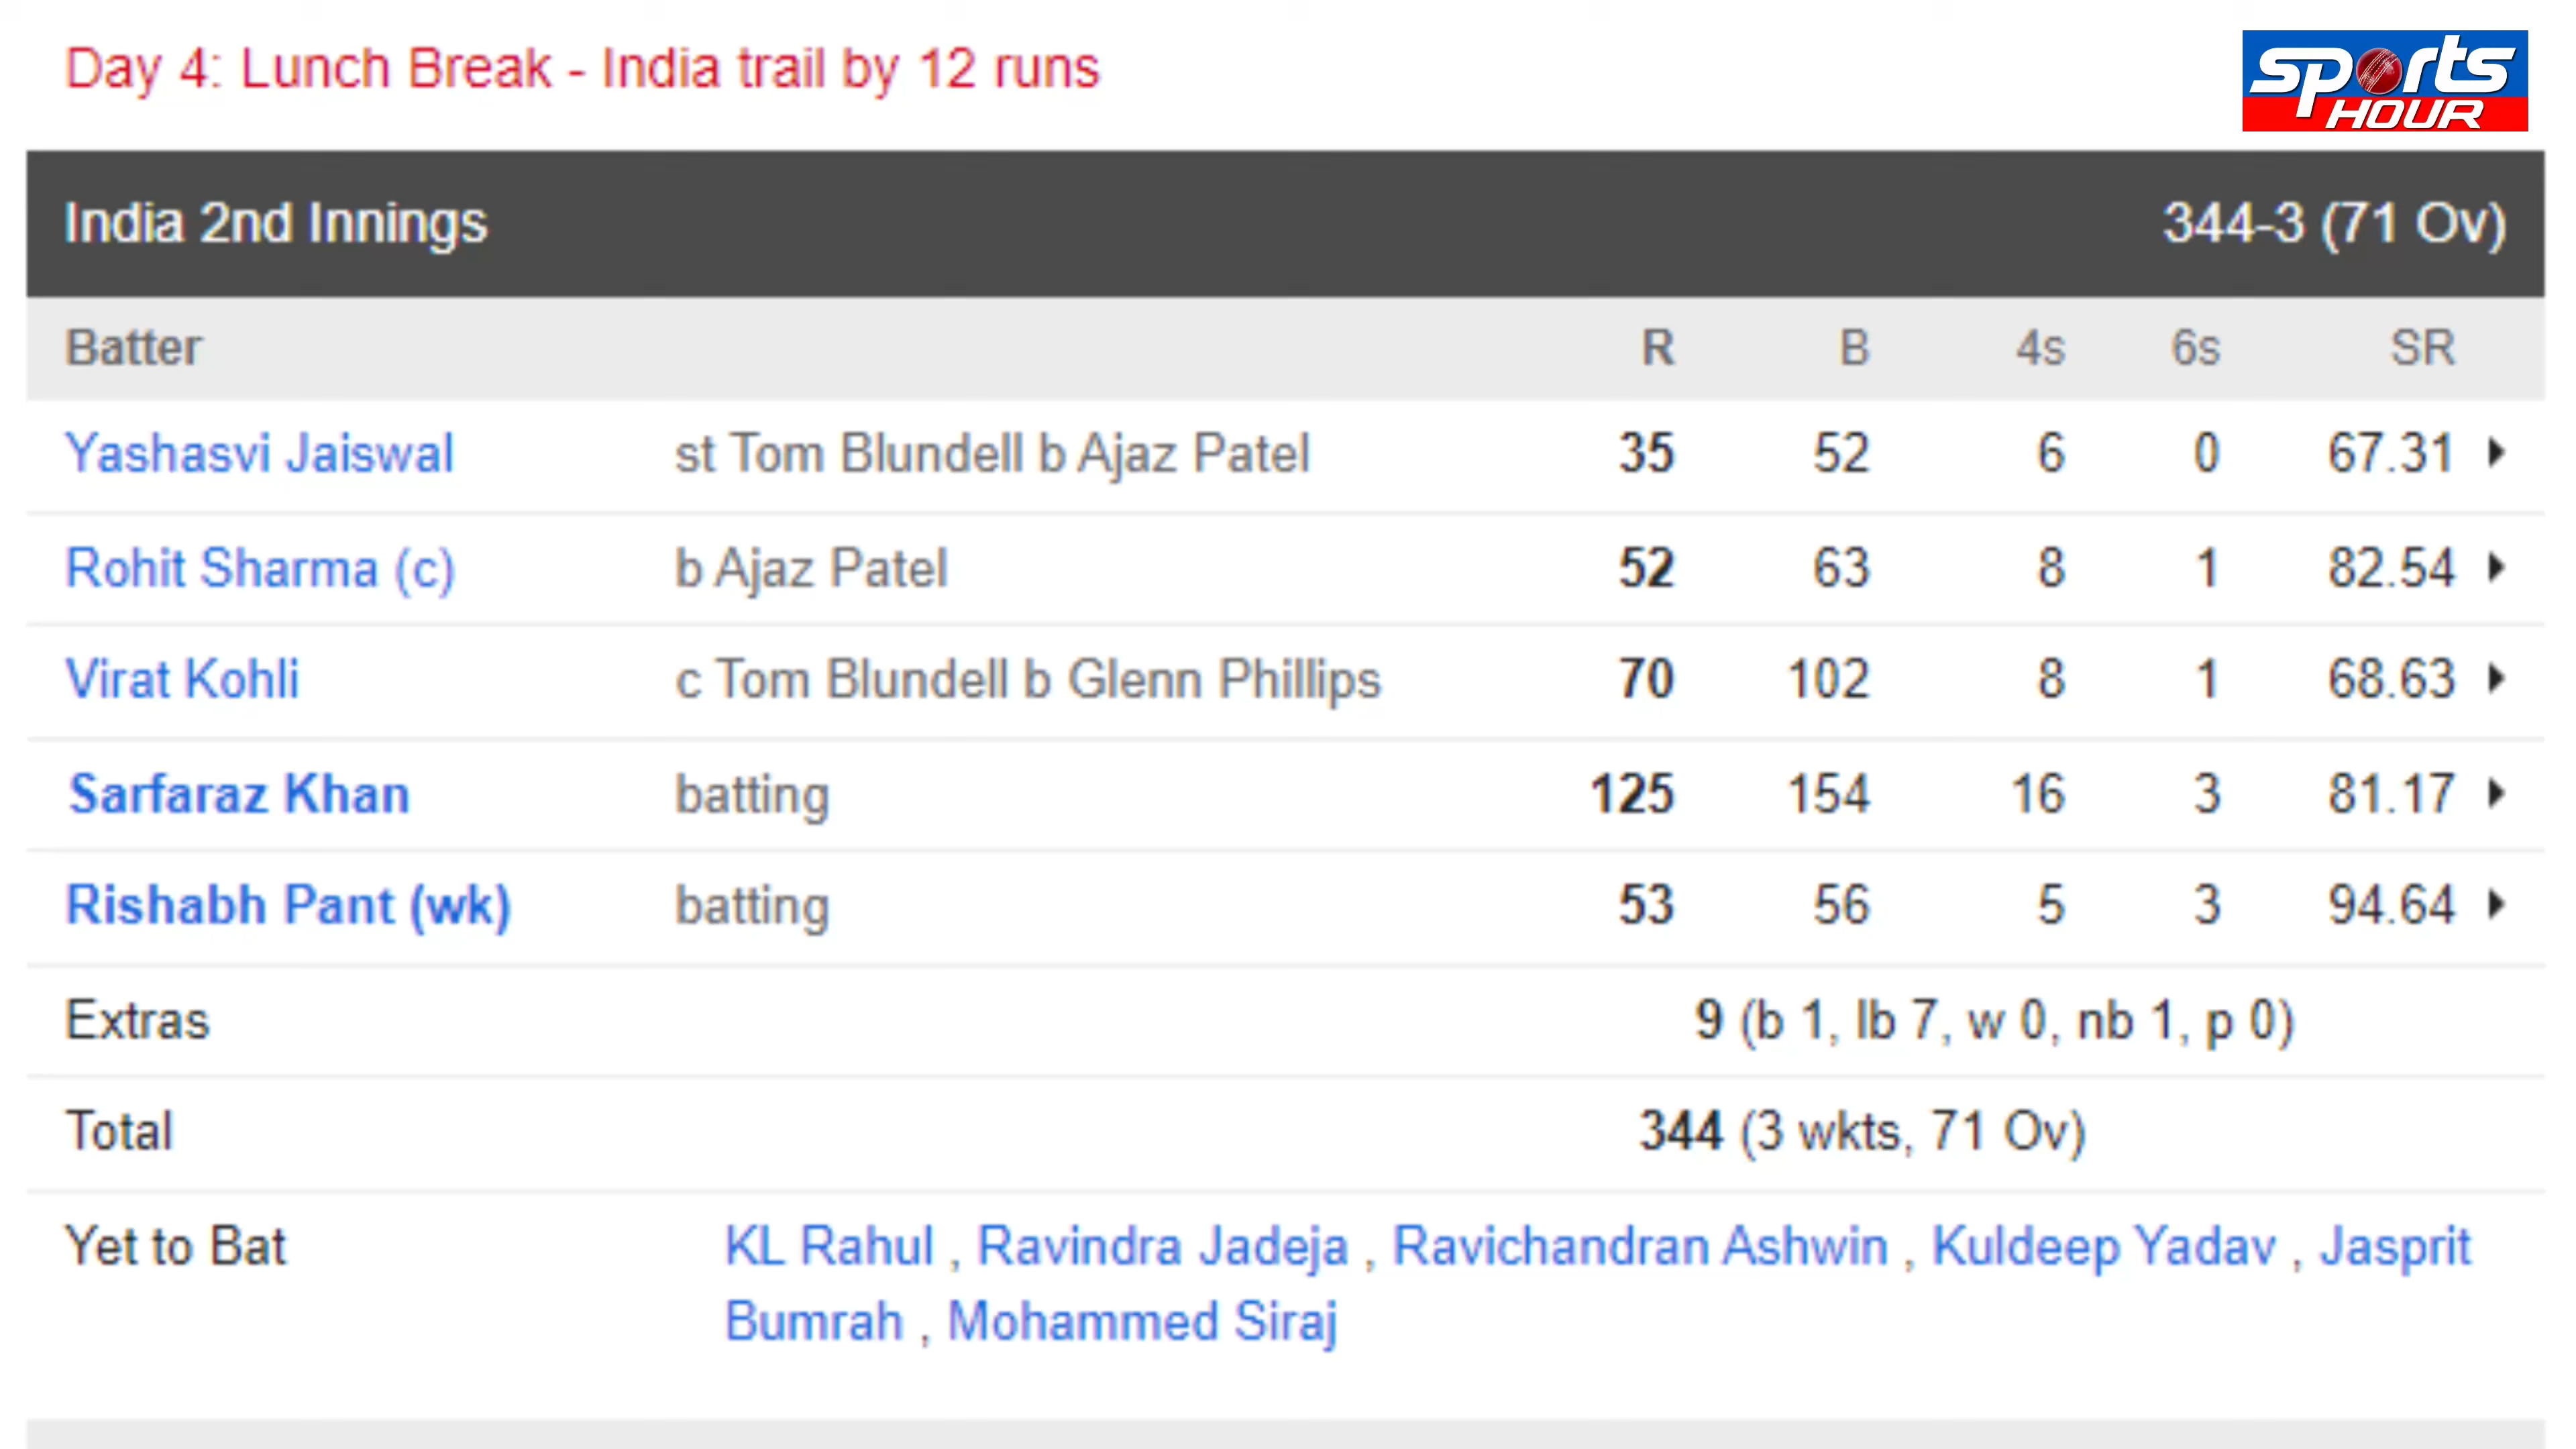 Day 4: Lunch Break - India trail by 12 runs
sports
HOUR
India 2nd Innings 344-3 (71 Ov)
Batter R B 4s 6s SR
Yashasvi Jaiswal st Tom Blundell b Ajaz Patel 35 52 6 0 67.31
Rohit Sharma (c) b Ajaz Patel 52 63 8 1 82.54
Virat Kohli c Tom Blundell b Glenn Phillips 70 102 8 1 68.63
Sarfaraz Khan batting 125 154 16 3 81.17
Rishabh Pant (wk) batting 53 56 5 3 94.64
Extras 9 (b 1, lb 7, w 0, nb 1, p 0)
Total 344 (3 wkts, 71 Ov)
Yet to Bat KL Rahul , Ravindra Jadeja , Ravichandran Ashwin , Kuldeep Yadav , Jasprit
Bumrah , Mohammed Siraj